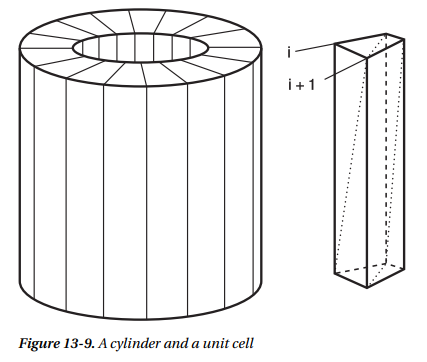 i
i + 1
Figure 13-9. A cylinder and a unit cell